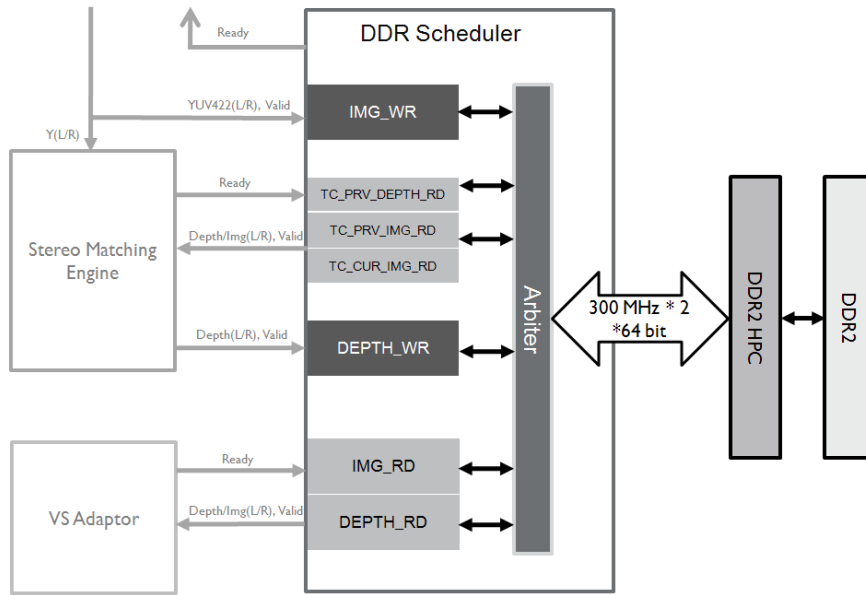 Ready
DDR Scheduler
YUV422(L/R), Valid
IMG_WR
Y(L/R)
Ready
TC_PRV_DEPTH_RD
Depth/Img(L/R), Valid
TC_PRV_IMG_RD
TC_CUR_IMG_RD
Stereo Matching
Engine
Depth(L/R), Valid
DEPTH_WR
Arbiter
300 MHz * 2
*64 bit
DDR2 HPC
DDR2
Ready
IMG_RD
VS Adaptor
Depth/Img(L/R), Valid
DEPTH_RD